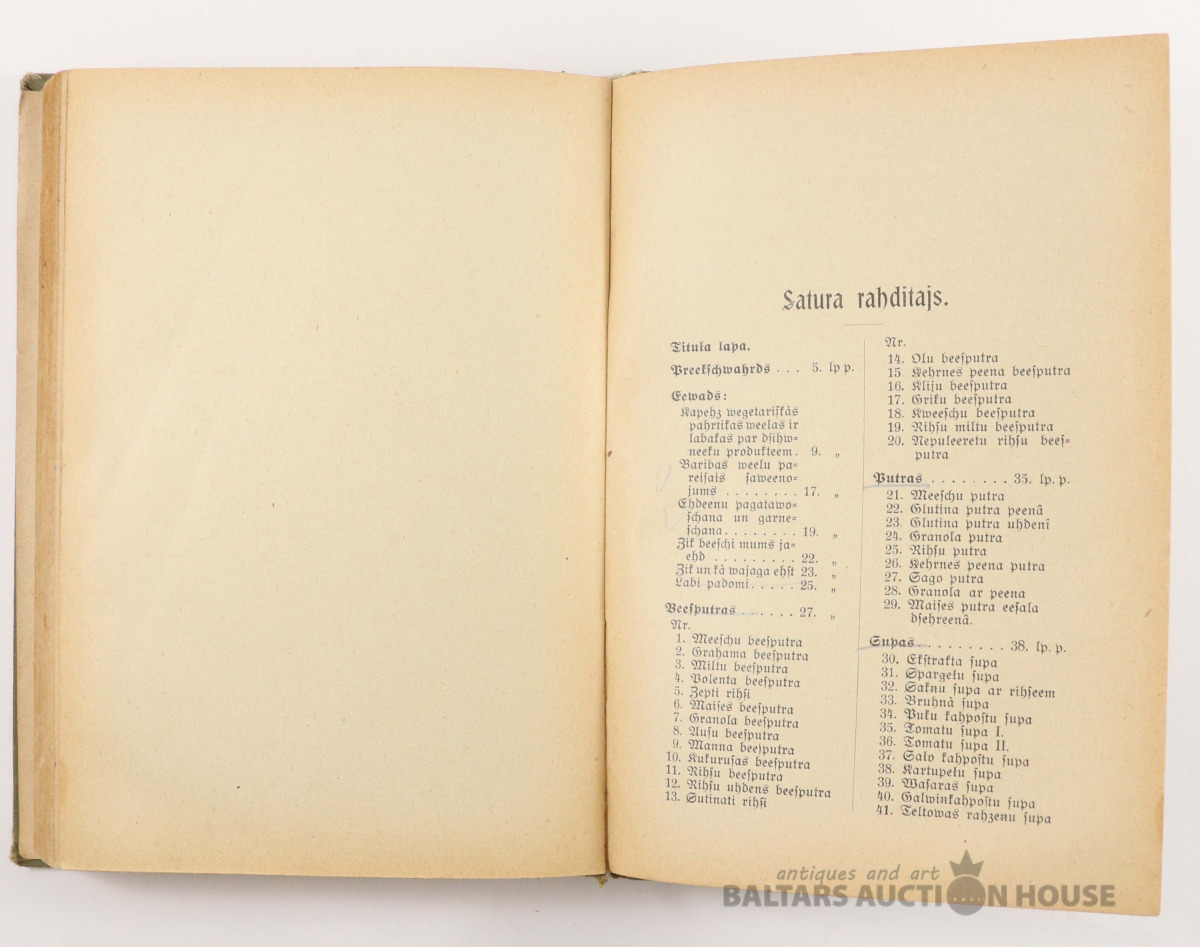 Satura rahditajs.
Titula lapa.
Preekſchwahrds . . . 5. lp p.
Eewads:
Kapehz wegetariſkàs
pahrtikas weelas ir
labakas par dſihw=
neeku produkteem . 9. „
Baribas weelu pa=
reiſais ſaweeno=
jums . . . . . . . . 17. „
Ehdeenu pagatawo=
ſchana un garne=
ſchana . . . . . . . . 19. „
Zik beeſchi mums ja=
ehd . . . . . . . . . 22. „
Zik un kà wajaga ehſt 23. „
Labi padomi . . . . . 25. „
Beeſputras . . . . . . 27. „
Nr.
1. Meeſchu beeſputra
2. Grahama beeſputra
3. Miltu beeſputra
4. Polenta beeſputra
5. Zepti rihſi
6. Maiſes beeſputra
7. Granola beeſputra
8. Auſu beeſputra
9. Manna beeſputra
10. Kukuruſas beeſputra
11. Rihſu beeſputra
12. Rihſu uhdens beeſputra
13. Sutinati rihſi
Nr.
14. Olu beeſputra
15 Kehrnes peena beeſputra
16. Kliju beeſputra
17. Griku beeſputra
18. Kweeſchu beeſputra
19. Rihſu miltu beeſputra
20. Nepuleeretu rihſu beeſ=
putra
Putras . . . . . . . . 35. lp. p.
21. Meeſchu putra
22. Glutina putra peenâ
23. Glutina putra uhdenî
24. Granola putra
25. Rihſu putra
26. Kehrnes peena putra
27. Sago putra
28. Granola ar peena
29. Maiſes putra eeſala
dſehreenâ.
Supas . . . . . . . . . 38. lp. p.
30. Ekſtrakta ſupa
31. Spargełu ſupa
32. Sakņu ſupa ar rihſeem
33. Bruhnà ſupa
34. Puku kahpoſtu ſupa
35. Tomatu ſupa I.
36. Tomatu ſupa II.
37. Sało kahpoſtu ſupa
38. Kartupełu ſupa
39. Waſaras ſupa
40. Galwinkahpoſtu ſupa
41. Teltowas rahzeņu ſupa
antiques and art
BALTARS AUCTION HOUSE